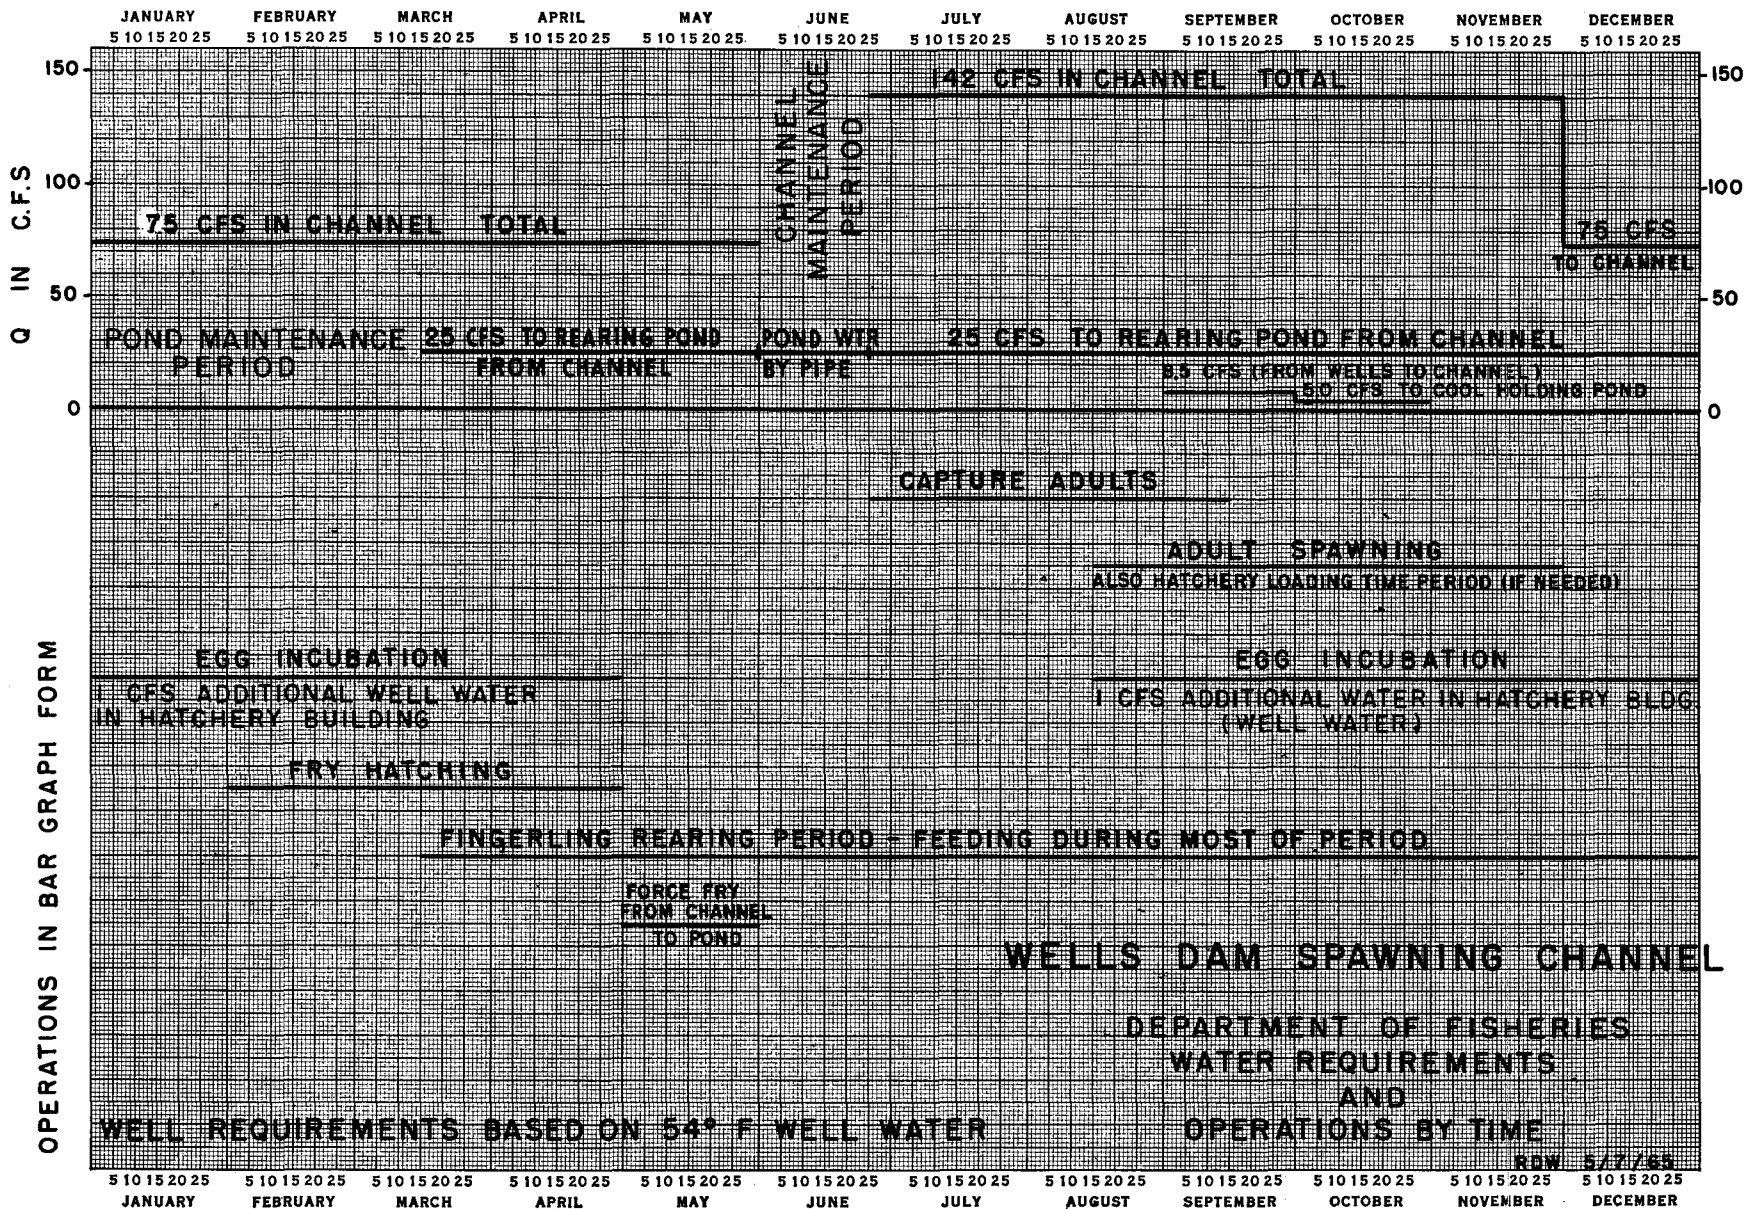 JANUARY FEBRUARY MARCH APRIL MAY JUNE JULY AUGUST SEPTEMBER OCTOBER NOVEMBER DECEMBER
5 10 15 20 25 5 10 15 20 25 5 10 15 20 25 5 10 15 20 25 5 10 15 20 25 5 10 15 20 25 5 10 15 20 25 5 10 15 20 25 5 10 15 20 25 5 10 15 20 25 5 10 15 20 25 5 10 15 20 25
Q IN C.F.S
150
100
50
0
150
100
50
0
142 CFS IN CHANNEL TOTAL
CHANNEL
MAINTENANCE
PERIOD
75 CFS IN CHANNEL TOTAL
75 CFS
TO CHANNEL
POND MAINTENANCE
PERIOD
25 CFS TO REARING POND
FROM CHANNEL
POND WTR
BY PIPE
25 CFS TO REARING POND FROM CHANNEL
8.5 CFS (FROM WELLS TO CHANNEL)
5.0 CFS TO COOL HOLDING POND
CAPTURE ADULTS
ADULT SPAWNING
ALSO HATCHERY LOADING TIME PERIOD (IF NEEDED)
OPERATIONS IN BAR GRAPH FORM
EGG INCUBATION
1 CFS ADDITIONAL WELL WATER
IN HATCHERY BUILDING
EGG INCUBATION
1 CFS ADDITIONAL WATER IN HATCHERY BLDG.
(WELL WATER)
FRY HATCHING
FINGERLING REARING PERIOD - FEEDING DURING MOST OF PERIOD
FORCE FRY
FROM CHANNEL
TO POND
WELLS DAM SPAWNING CHANNEL
DEPARTMENT OF FISHERIES
WATER REQUIREMENTS
AND
OPERATIONS BY TIME
WELL REQUIREMENTS BASED ON 54° F WELL WATER
RDW 5/7/65
5 10 15 20 25 5 10 15 20 25 5 10 15 20 25 5 10 15 20 25 5 10 15 20 25 5 10 15 20 25 5 10 15 20 25 5 10 15 20 25 5 10 15 20 25 5 10 15 20 25 5 10 15 20 25 5 10 15 20 25
JANUARY FEBRUARY MARCH APRIL MAY JUNE JULY AUGUST SEPTEMBER OCTOBER NOVEMBER DECEMBER